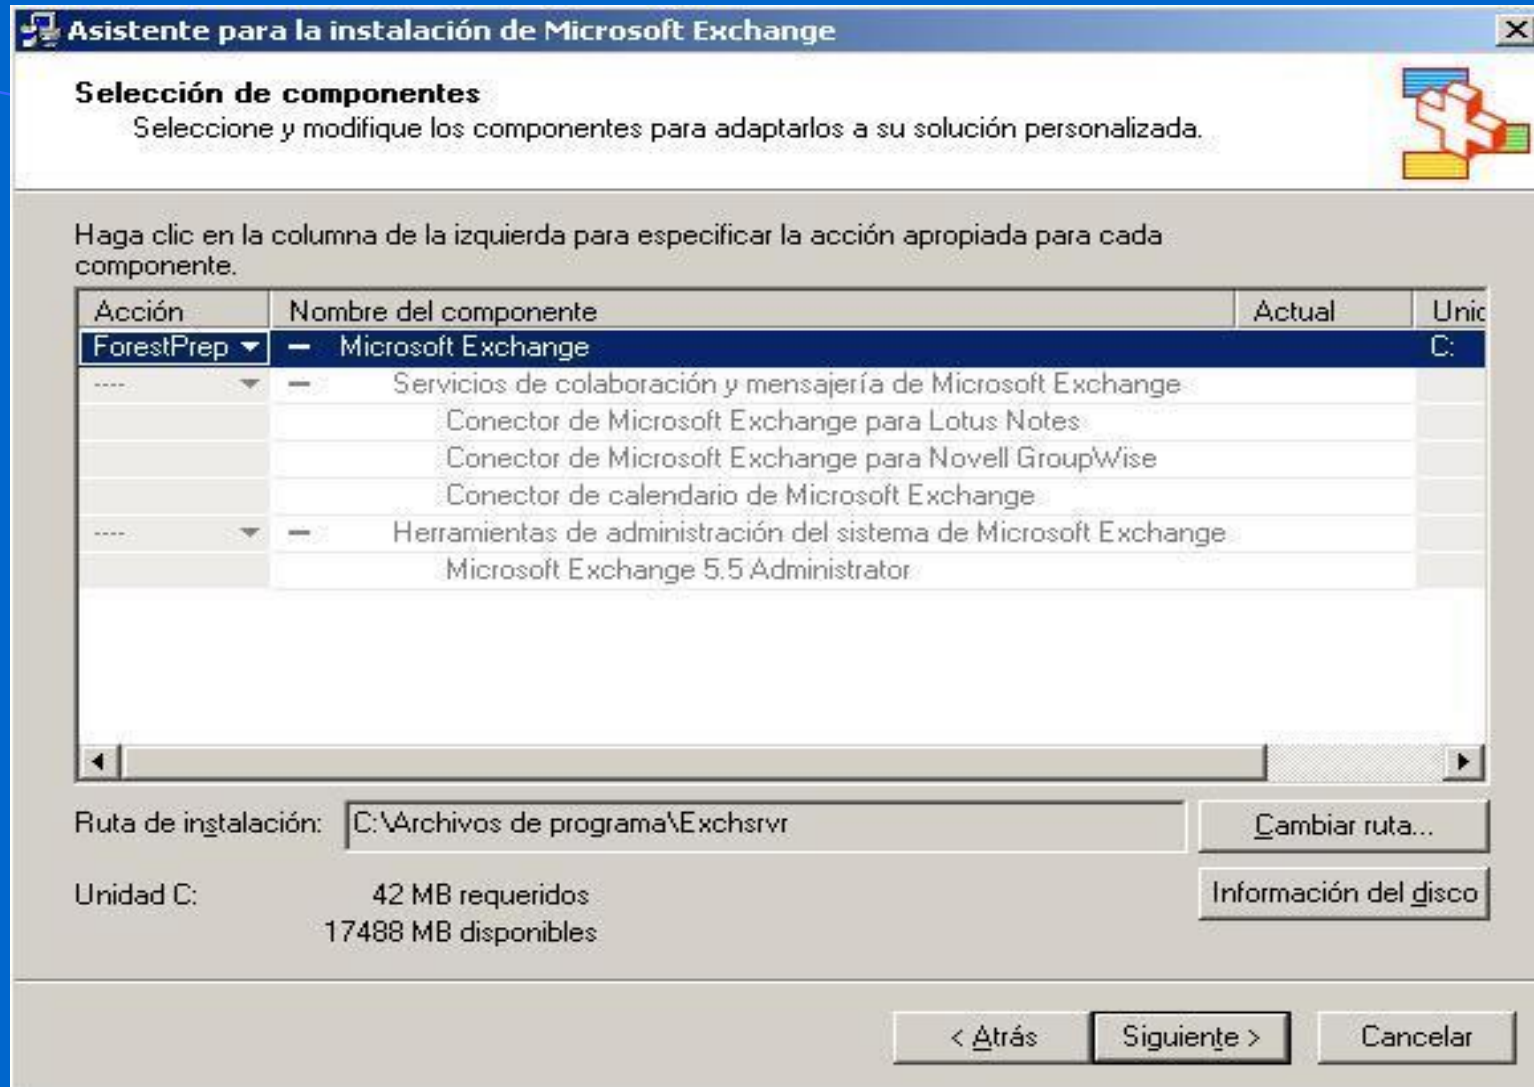 Asistente para la instalación de Microsoft Exchange
Selección de componentes
Seleccione y modifique los componentes para adaptarlos a su solución personalizada.
Haga clic en la columna de la izquierda para especificar la acción apropiada para cada
componente.
Acción Nombre del componente Actual Unic
ForestPrep Microsoft Exchange C:
---- Servicios de colaboración y mensajería de Microsoft Exchange
Conector de Microsoft Exchange para Lotus Notes
Conector de Microsoft Exchange para Novell GroupWise
Conector de calendario de Microsoft Exchange
---- Herramientas de administración del sistema de Microsoft Exchange
Microsoft Exchange 5.5 Administrator
Ruta de instalación: C:\Archivos de programa\Exchsrvr Cambiar ruta...
Unidad C: 42 MB requeridos Información del disco
17488 MB disponibles
< Atrás Siguiente > Cancelar